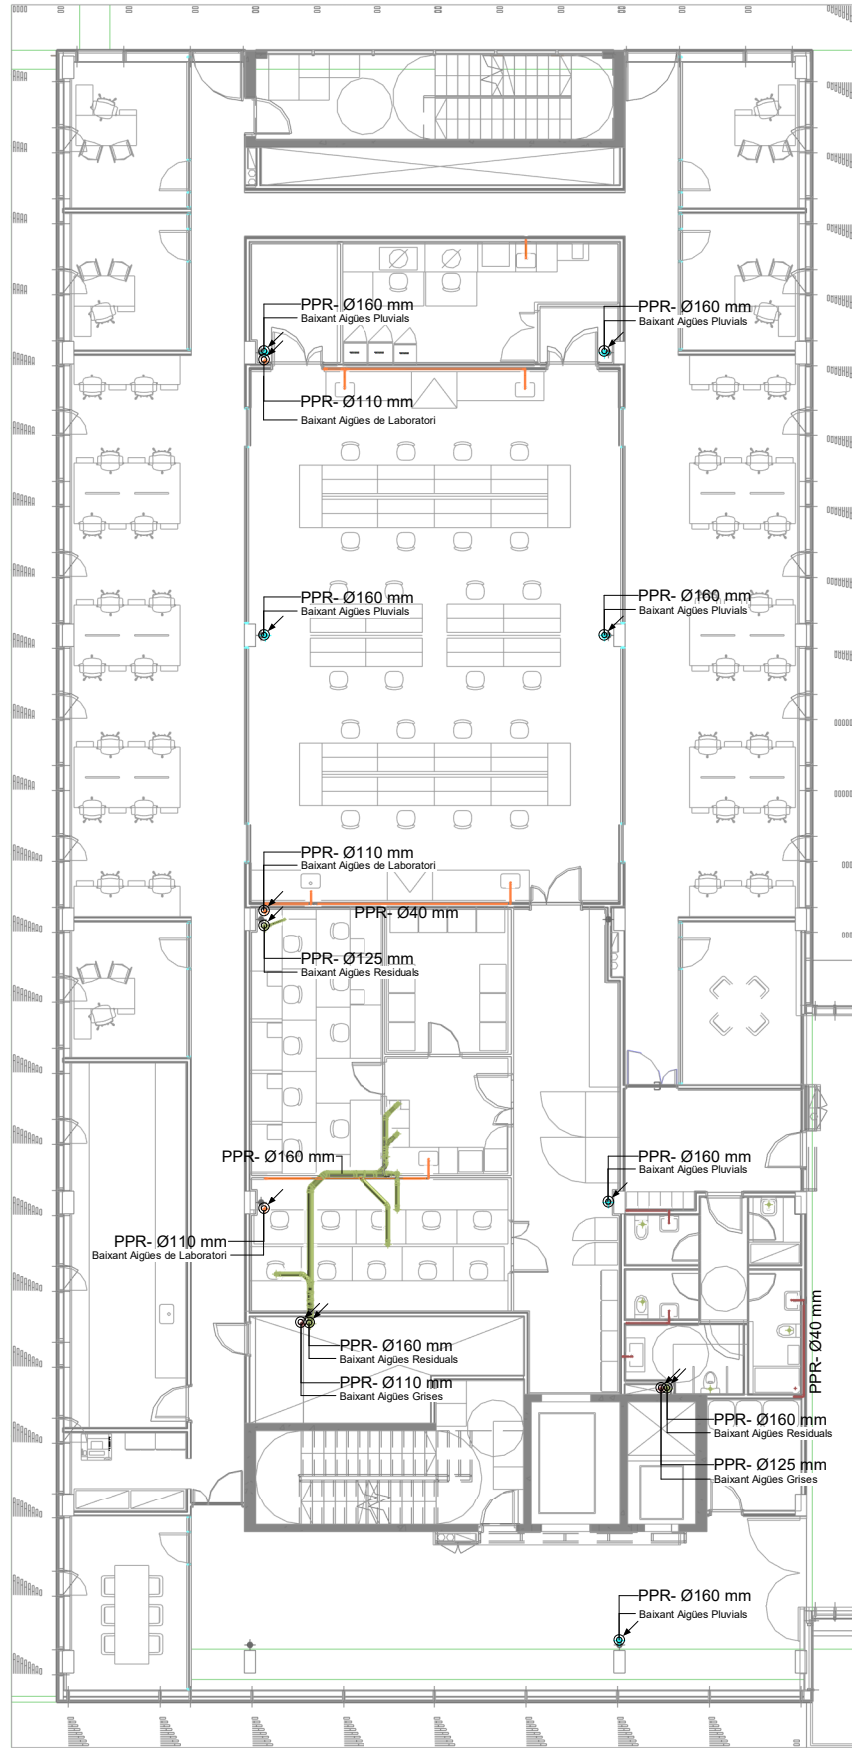 PPR- Ø160 mm
Baixant Aigües Pluvials
PPR- Ø160 mm
Baixant Aigües Pluvials
PPR- Ø110 mm
Baixant Aigües de Laboratori
PPR- Ø160 mm
Baixant Aigües Pluvials
PPR- Ø160 mm
Baixant Aigües Pluvials
PPR- Ø110 mm
Baixant Aigües de Laboratori
PPR- Ø40 mm
PPR- Ø125 mm
Baixant Aigües Residuals
PPR- Ø160 mm
PPR- Ø160 mm
Baixant Aigües Pluvials
PPR- Ø110 mm
Baixant Aigües de Laboratori
PPR- Ø40 mm
PPR- Ø160 mm
Baixant Aigües Residuals
PPR- Ø110 mm
Baixant Aigües Grises
PPR- Ø160 mm
Baixant Aigües Residuals
PPR- Ø125 mm
Baixant Aigües Grises
PPR- Ø160 mm
Baixant Aigües Pluvials